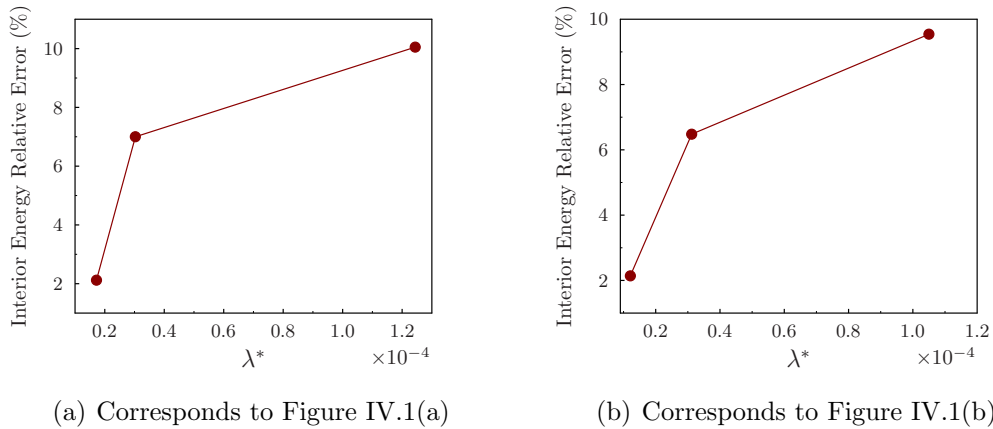 Interior Energy Relative Error (%)
10
8
6
4
2
0.2 0.4 0.6 0.8 1.0 1.2
×10⁻⁴
λ*
(a) Corresponds to Figure IV.1(a)
Interior Energy Relative Error (%)
10
8
6
4
2
0.2 0.4 0.6 0.8 1.0 1.2
×10⁻⁴
λ*
(b) Corresponds to Figure IV.1(b)